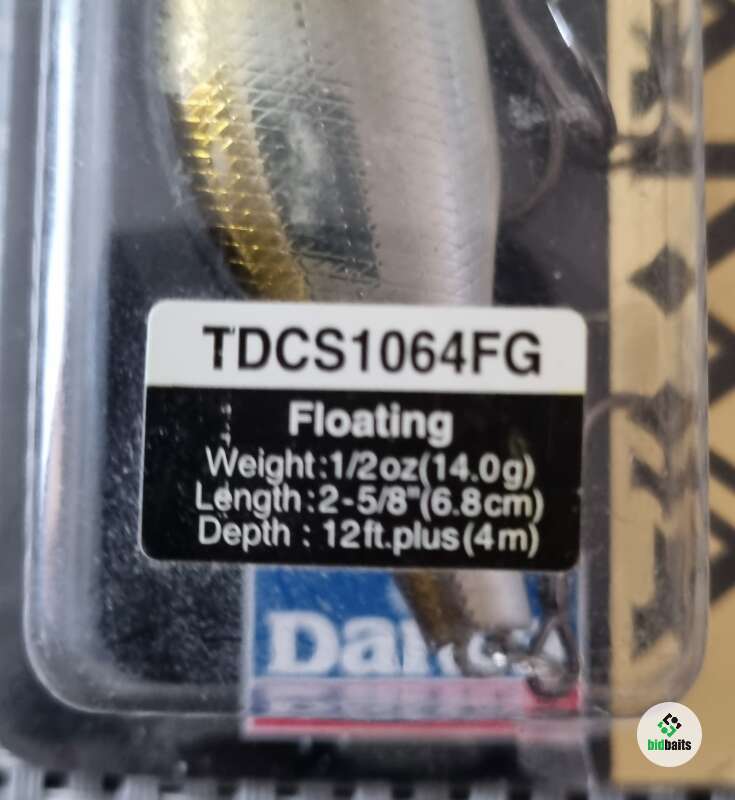 TDCS1064FG
Floating
Weight:1/2oz(14.0g)
Length:2-5/8"(6.8cm)
Depth : 12ft.plus(4m)
bidbaits